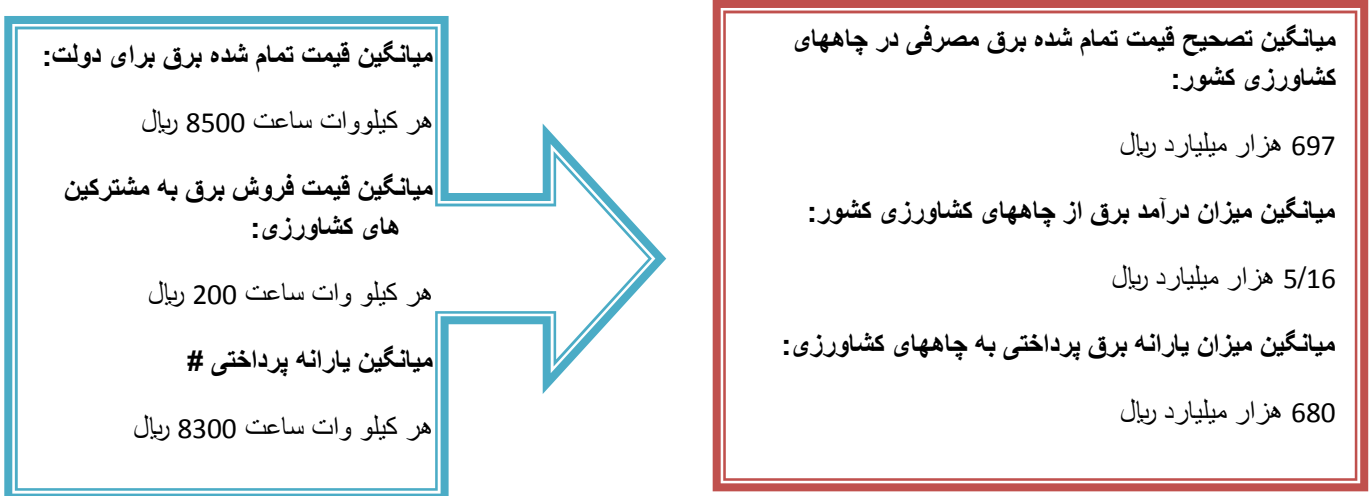 میانگین تصحیح قیمت تمام شده برق مصرفی در چاههای
کشاورزی کشور:
697 هزار میلیارد ریال
میانگین میزان درآمد برق از چاههای کشاورزی کشور:
5/16 هزار میلیارد ریال
میانگین میزان یارانه برق پرداختی به چاههای کشاورزی:
680 هزار میلیارد ریال
میانگین قیمت تمام شده برق برای دولت:
هر کیلووات ساعت 8500 ریال
میانگین قیمت فروش برق به مشترکین
های کشاورزی:
هر کیلو وات ساعت 200 ریال
میانگین یارانه پرداختی #
هر کیلو وات ساعت 8300 ریال